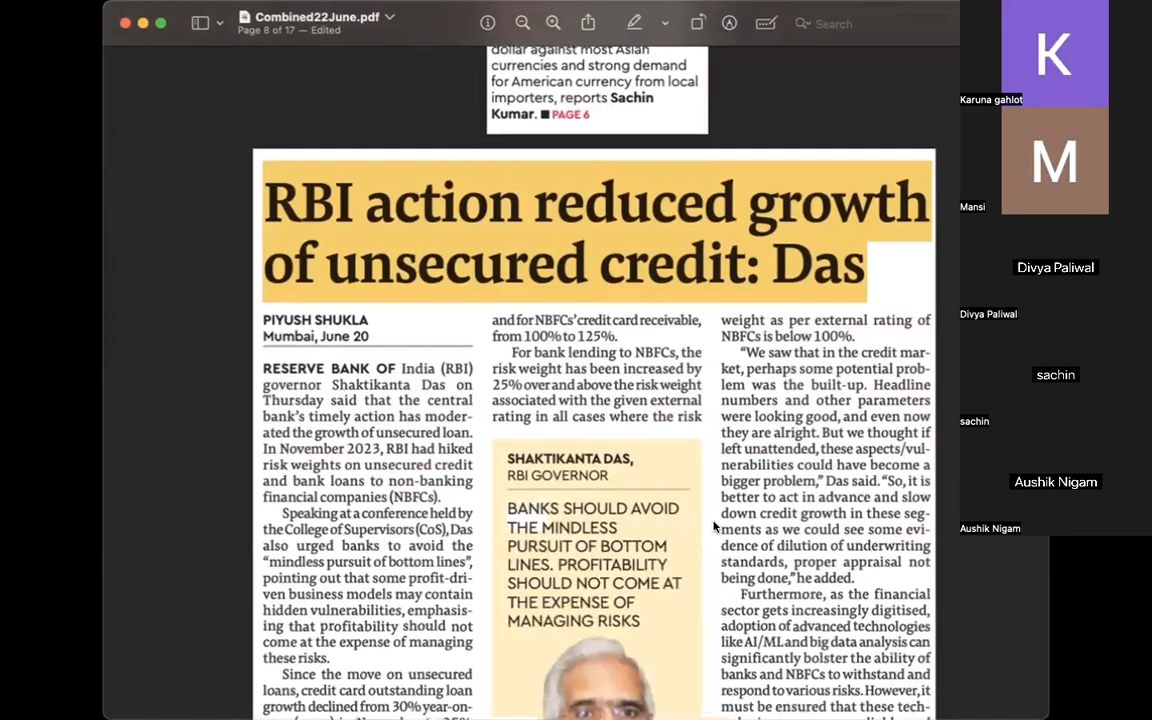 Combined22June.pdf
Page 8 of 17 — Edited
Search
dollar against most Asian
currencies and strong demand
for American currency from local
importers, reports Sachin
Kumar. ■ PAGE 6
RBI action reduced growth
of unsecured credit: Das
PIYUSH SHUKLA
Mumbai, June 20
RESERVE BANK OF India (RBI)
governor Shaktikanta Das on
Thursday said that the central
bank's timely action has moder-
ated the growth of unsecured loan.
In November 2023, RBI had hiked
risk weights on unsecured credit
and bank loans to non-banking
financial companies (NBFCs).
Speaking at a conference held by
the College of Supervisors (CoS), Das
also urged banks to avoid the
"mindless pursuit of bottom lines",
pointing out that some profit-dri-
ven business models may contain
hidden vulnerabilities, emphasis-
ing that profitability should not
come at the expense of managing
these risks.
Since the move on unsecured
loans, credit card outstanding loan
growth declined from 30% year-on-
and for NBFCs' credit card receivable,
from 100% to 125%.
For bank lending to NBFCs, the
risk weight has been increased by
25% over and above the risk weight
associated with the given external
rating in all cases where the risk
SHAKTIKANTA DAS,
RBI GOVERNOR
BANKS SHOULD AVOID
THE MINDLESS
PURSUIT OF BOTTOM
LINES. PROFITABILITY
SHOULD NOT COME AT
THE EXPENSE OF
MANAGING RISKS
weight as per external rating of
NBFCs is below 100%.
"We saw that in the credit mar-
ket, perhaps some potential prob-
lem was the built-up. Headline
numbers and other parameters
were looking good, and even now
they are alright. But we thought if
left unattended, these aspects/vul-
nerabilities could have become a
bigger problem," Das said. "So, it is
better to act in advance and slow
down credit growth in these seg-
ments as we could see some evi-
dence of dilution of underwriting
standards, proper appraisal not
being done," he added.
Furthermore, as the financial
sector gets increasingly digitised,
adoption of advanced technologies
like AI/ML and big data analysis can
significantly bolster the ability of
banks and NBFCs to withstand and
respond to various risks. However, it
must be ensured that these tech-
K
Karuna gahlot
M
Mansi
Divya Paliwal
Divya Paliwal
sachin
sachin
Aushik Nigam
Aushik Nigam